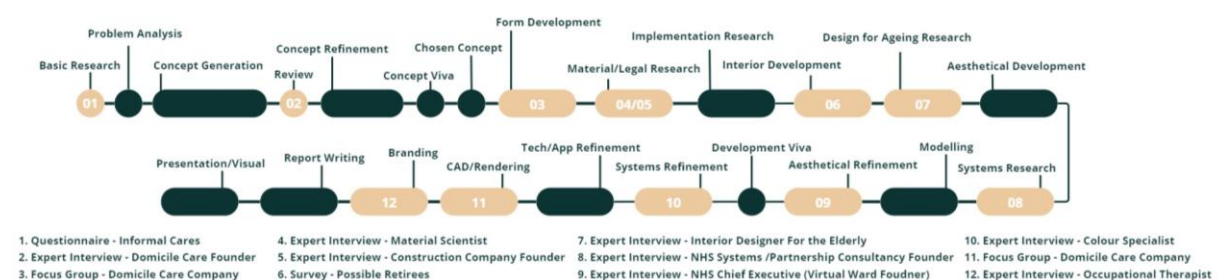 Basic Research
Problem Analysis
Concept Generation
Review
Concept Refinement
Concept Viva
Chosen Concept
Form Development
Material/Legal Research
Implementation Research
Interior Development
Design for Ageing Research
Aesthetical Development
01
02
03
04/05
06
07
Presentation/Visual
Report Writing
Branding
CAD/Rendering
Tech/App Refinement
Systems Refinement
Development Viva
Aesthetical Refinement
Modelling
Systems Research
12
11
10
09
08
1. Questionnaire - Informal Cares
2. Expert Interview - Domicile Care Founder
3. Focus Group - Domicile Care Company
4. Expert Interview - Material Scientist
5. Expert Interview - Construction Company Founder
6. Survey - Possible Retirees
7. Expert Interview - Interior Designer For the Elderly
8. Expert Interview - NHS Systems /Partnership Consultancy Founder
9. Expert Interview - NHS Chief Executive (Virtual Ward Foudner)
10. Expert Interview - Colour Specialist
11. Focus Group - Domicile Care Company
12. Expert Interview - Occupational Therapist